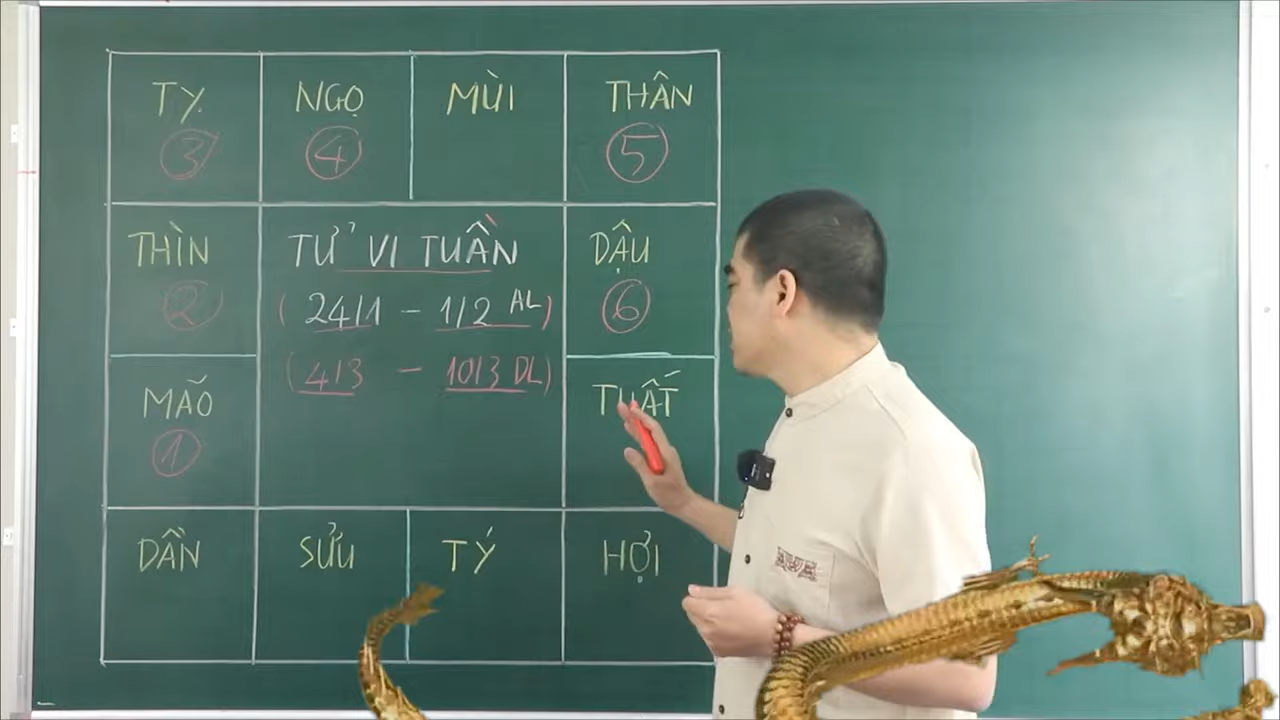 TỴ
③
NGỌ
④
MÙI
THÂN
⑤
THÌN
②
TỬ VI TUẦN
(24/1 - 1/2 AL)
(4/3 - 10/3 DL)
DẬU
⑥
MÃO
①
TUẤT
DẦN
SỬU
TÝ
HỢI